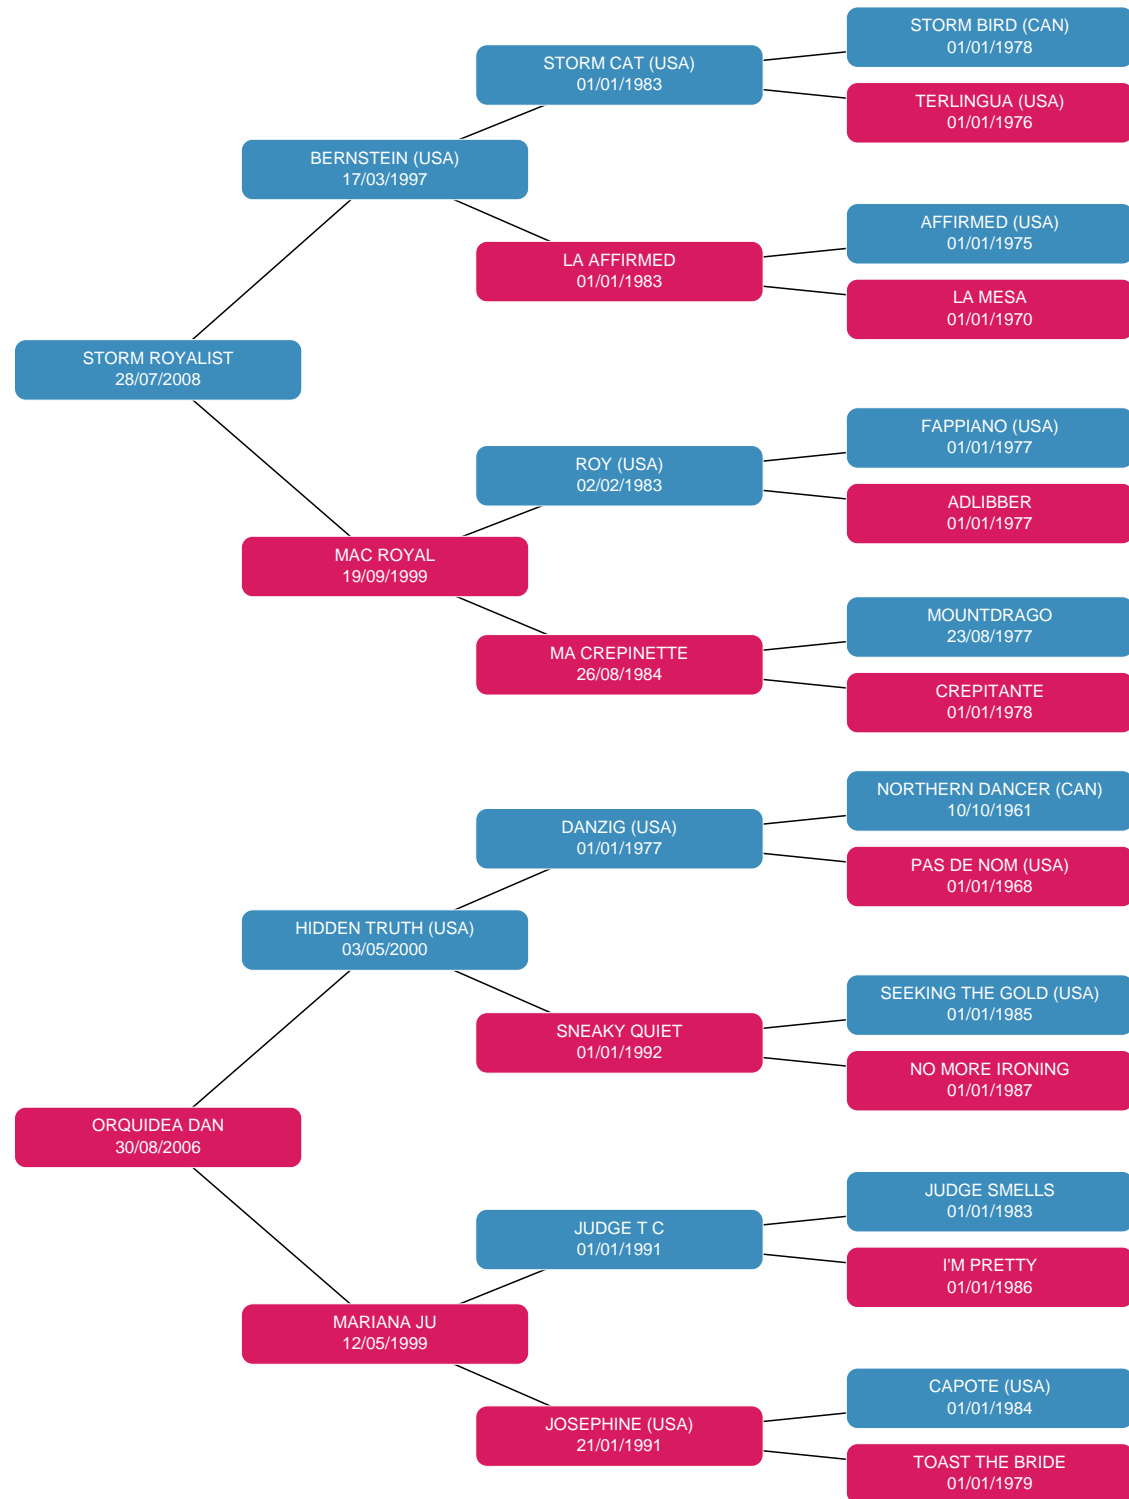 STORM BIRD (CAN)
01/01/1978
STORM CAT (USA)
01/01/1983
TERLINGUA (USA)
01/01/1976
BERNSTEIN (USA)
17/03/1997
AFFIRMED (USA)
01/01/1975
LA AFFIRMED
01/01/1983
LA MESA
01/01/1970
STORM ROYALIST
28/07/2008
FAPPIANO (USA)
01/01/1977
ROY (USA)
02/02/1983
ADLIBBER
01/01/1977
MAC ROYAL
19/09/1999
MOUNTDRAGO
23/08/1977
MA CREPINETTE
26/08/1984
CREPITANTE
01/01/1978
NORTHERN DANCER (CAN)
10/10/1961
DANZIG (USA)
01/01/1977
PAS DE NOM (USA)
01/01/1968
HIDDEN TRUTH (USA)
03/05/2000
SEEKING THE GOLD (USA)
01/01/1985
SNEAKY QUIET
01/01/1992
NO MORE IRONING
01/01/1987
ORQUIDEA DAN
30/08/2006
JUDGE SMELLS
01/01/1983
JUDGE T C
01/01/1991
I'M PRETTY
01/01/1986
MARIANA JU
12/05/1999
CAPOTE (USA)
01/01/1984
JOSEPHINE (USA)
21/01/1991
TOAST THE BRIDE
01/01/1979